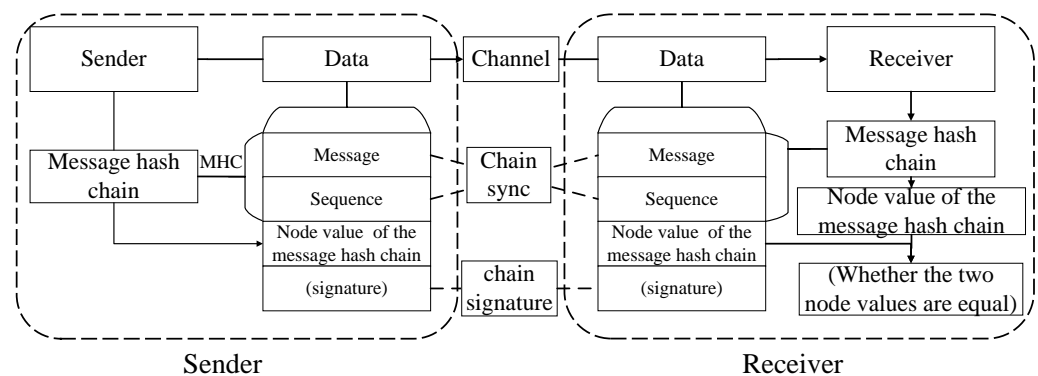 Sender
Data
Channel
Data
Receiver
Message hash
chain
MHC
Message
Sequence
Node value of the
message hash chain
(signature)
Chain
sync
chain
signature
Message
Sequence
Node value of the
message hash chain
(signature)
Message hash
chain
Node value of the
message hash chain
(Whether the two
node values are equal)
Sender
Receiver